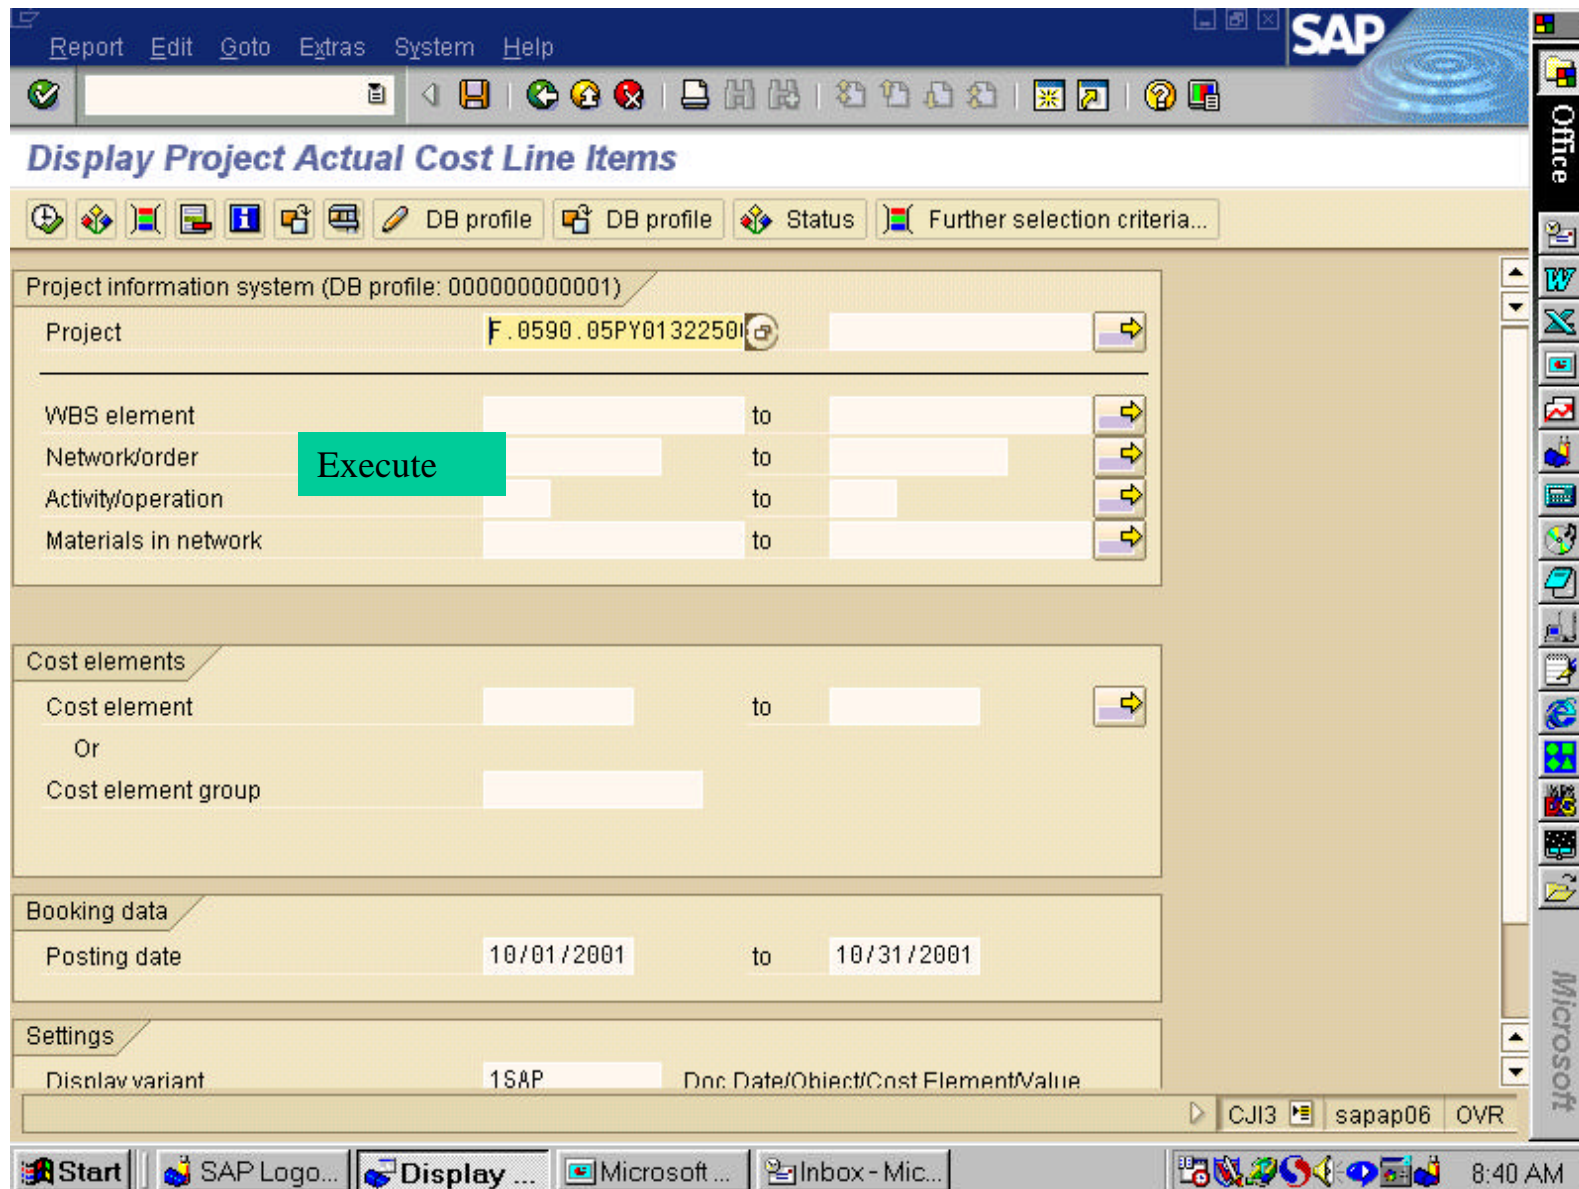 Report Edit Goto Extras System Help
SAP
Display Project Actual Cost Line Items
DB profile DB profile Status Further selection criteria...
Project information system (DB profile: 000000000001)
Project F.0590.05PY01322500
WBS element to
Network/order to
Execute
Activity/operation to
Materials in network to
Cost elements
Cost element to
Or
Cost element group
Booking data
Posting date 10/01/2001 to 10/31/2001
Settings
Display variant 1SAP Doc Date/Object/Cost Element/Value
CJI3 sapap06 OVR
Start SAP Logo... Display ... Microsoft ... Inbox - Mic... 8:40 AM
Office
Microsoft